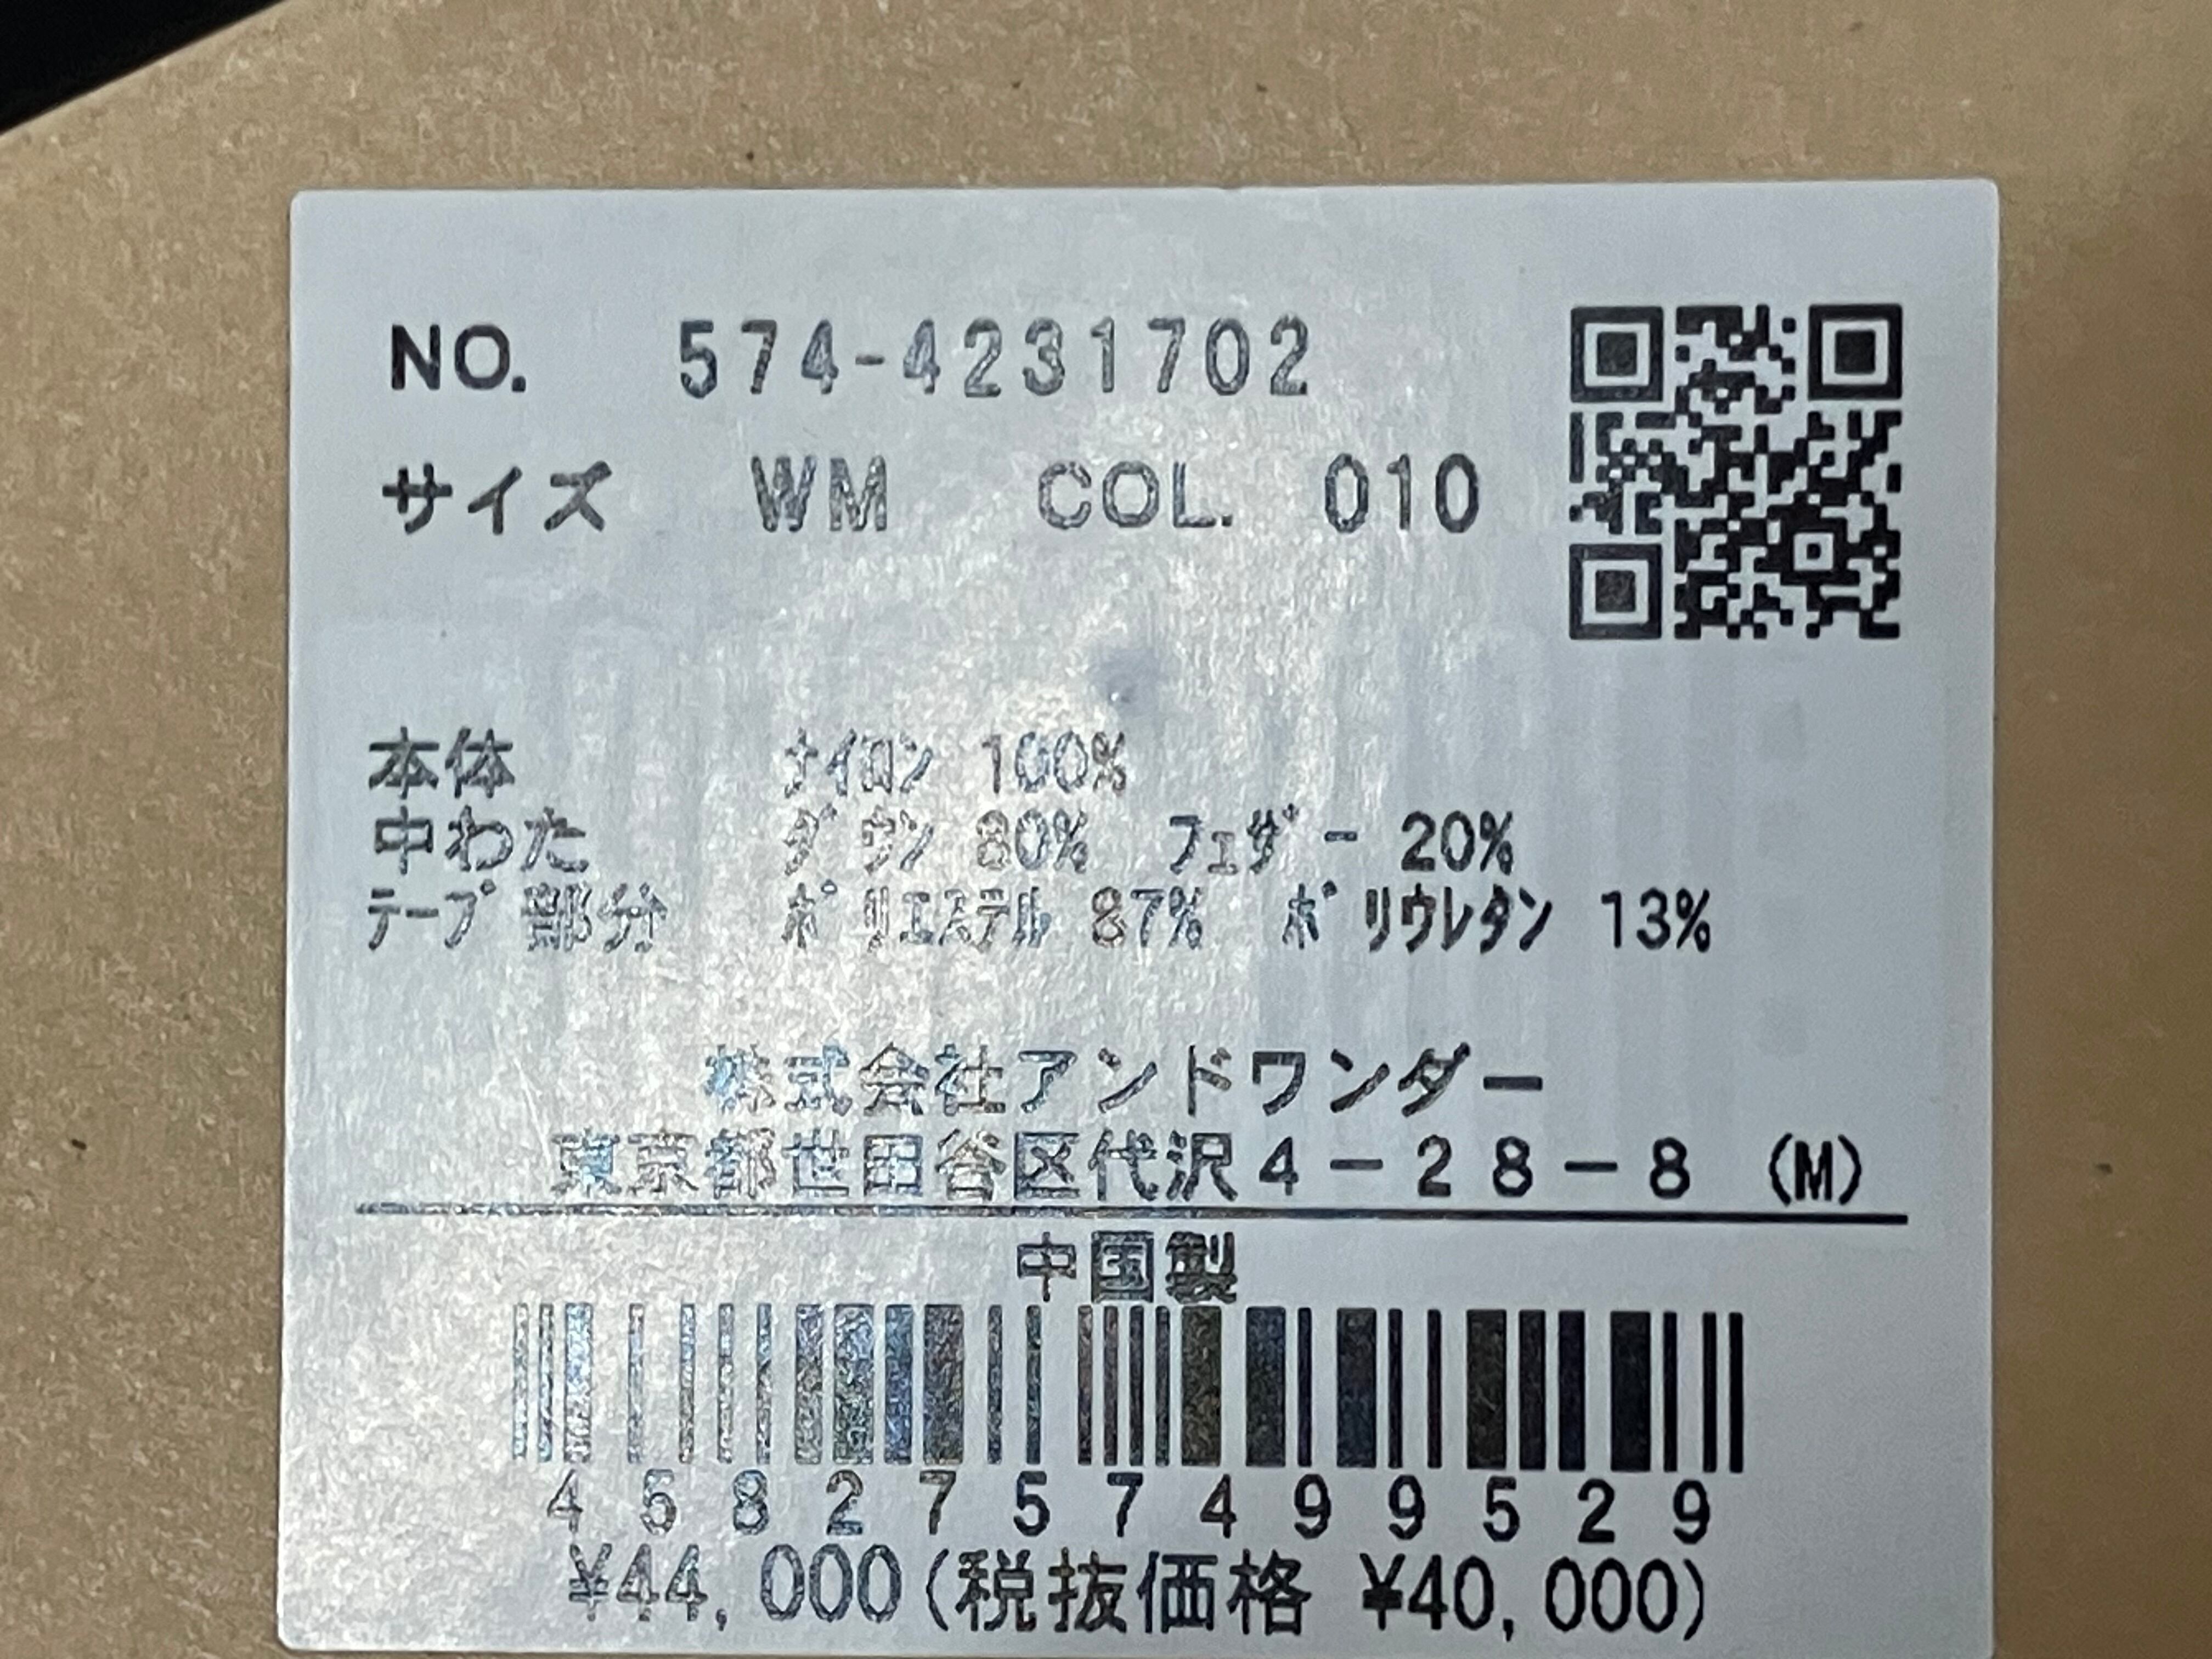 NO. 574-4231702
サイズ WM COL. 010
本体 ﾅｲﾛﾝ 100%
中わた ﾀﾞｳﾝ 80% ﾌｪｻﾞｰ 20%
ﾃｰﾌﾟ部分 ﾎﾟﾘｴｽﾃﾙ 87% ﾎﾟﾘｳﾚﾀﾝ 13%
株式会社アンドワンダー
東京都世田谷区代沢4－28－8 (M)
中国製
4582757499529
¥44,000(税抜価格 ¥40,000)